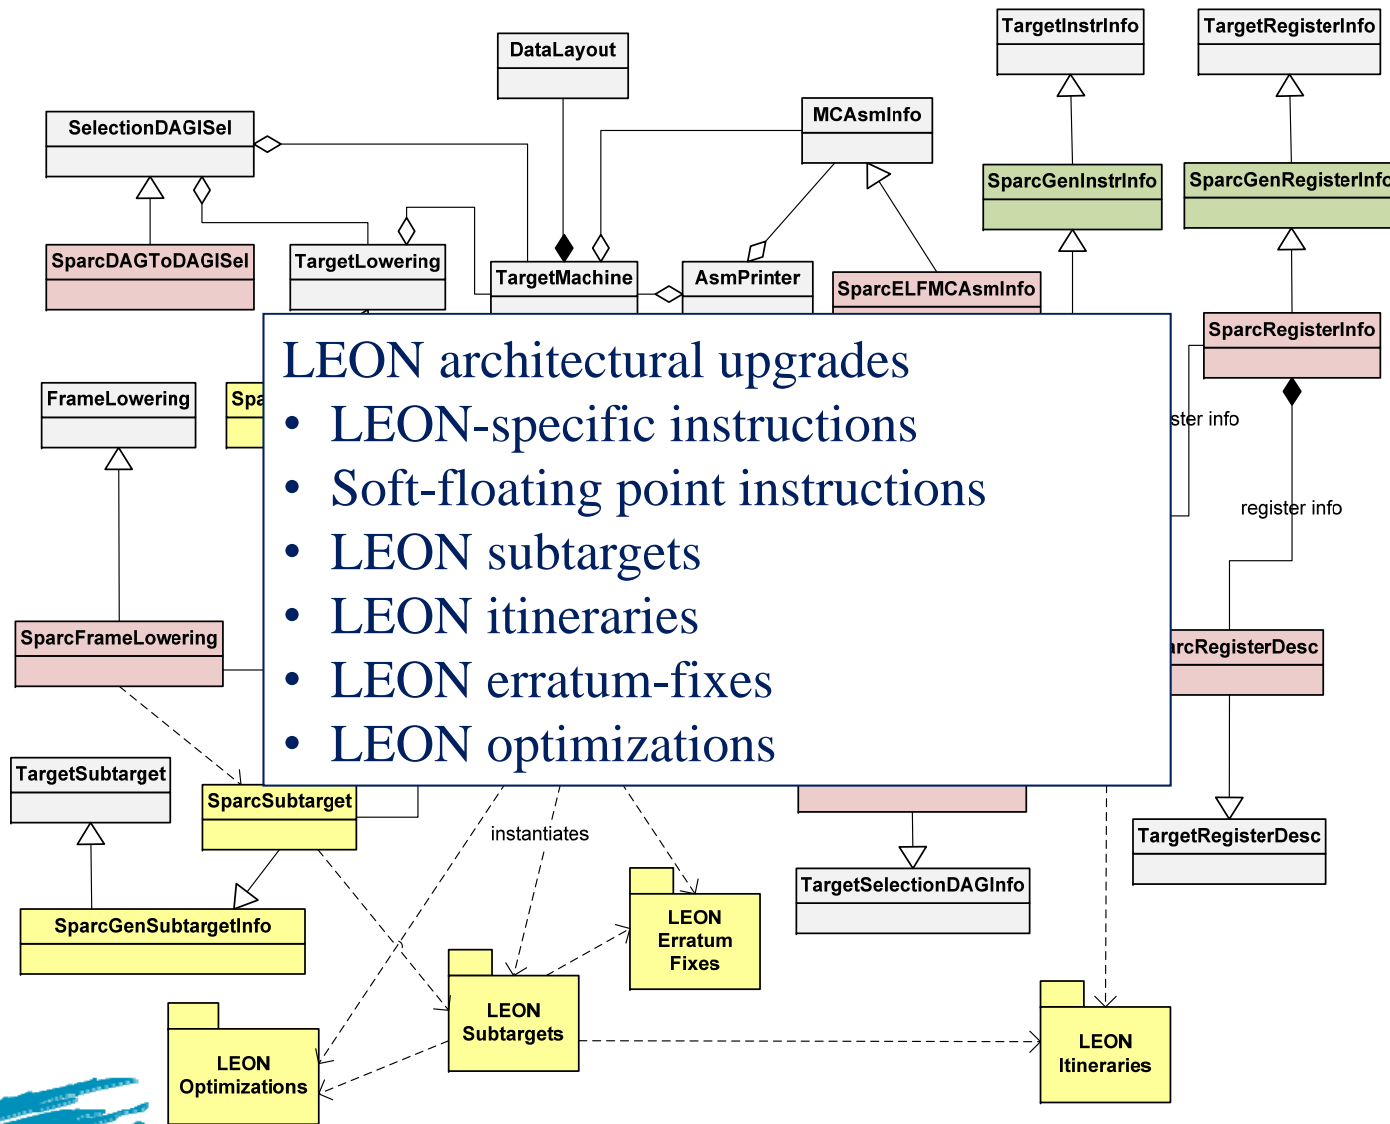 TargetInstrInfo
TargetRegisterInfo
DataLayout
MCAsmInfo
SelectionDAGISel
SparcGenInstrInfo
SparcGenRegisterInfo
SparcDAGToDAGISel
TargetLowering
TargetMachine
AsmPrinter
SparcELFMCAsmInfo
SparcRegisterInfo
LEON architectural upgrades
• LEON-specific instructions
• Soft-floating point instructions
• LEON subtargets
• LEON itineraries
• LEON erratum-fixes
• LEON optimizations
FrameLowering
Spa
ster info
register info
SparcFrameLowering
arcRegisterDesc
TargetSubtarget
SparcSubtarget
instantiates
TargetRegisterDesc
TargetSelectionDAGInfo
SparcGenSubtargetInfo
LEON
Erratum
Fixes
LEON
Subtargets
LEON
Itineraries
LEON
Optimizations